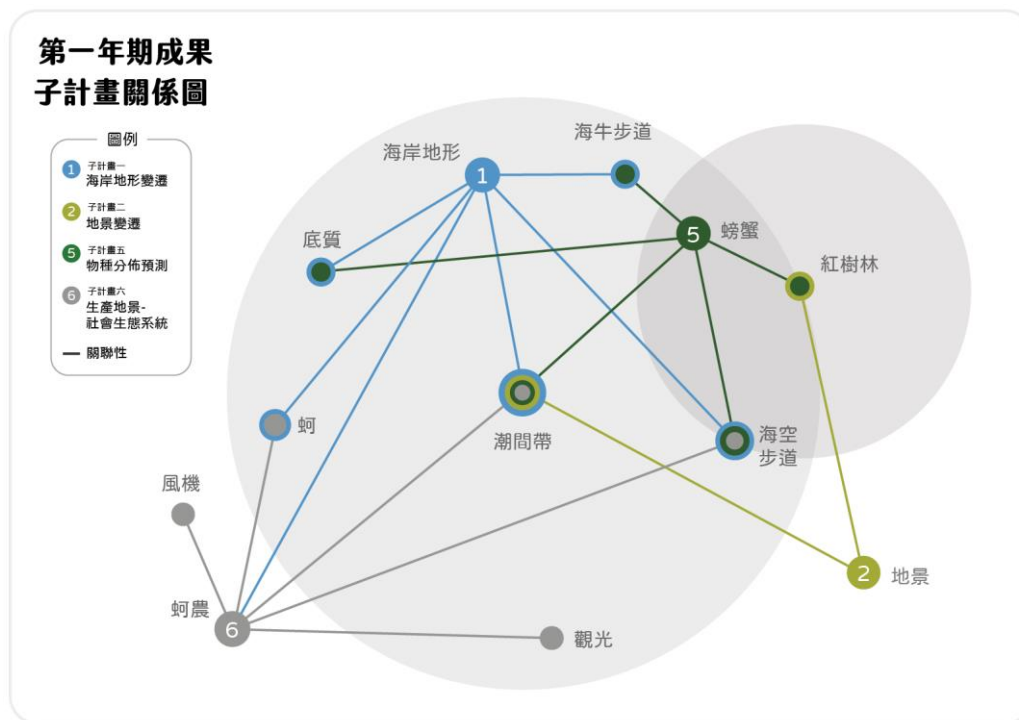 第一年期成果
子計畫關係圖
圖例
1 子計畫一
海岸地形變遷
2 子計畫二
地景變遷
5 子計畫五
物種分佈預測
6 子計畫六
生產地景-
社會生態系統
關聯性
海牛步道
海岸地形
1
5 螃蟹
底質
紅樹林
蚵
潮間帶
海空
步道
風機
2 地景
蚵農
6
觀光